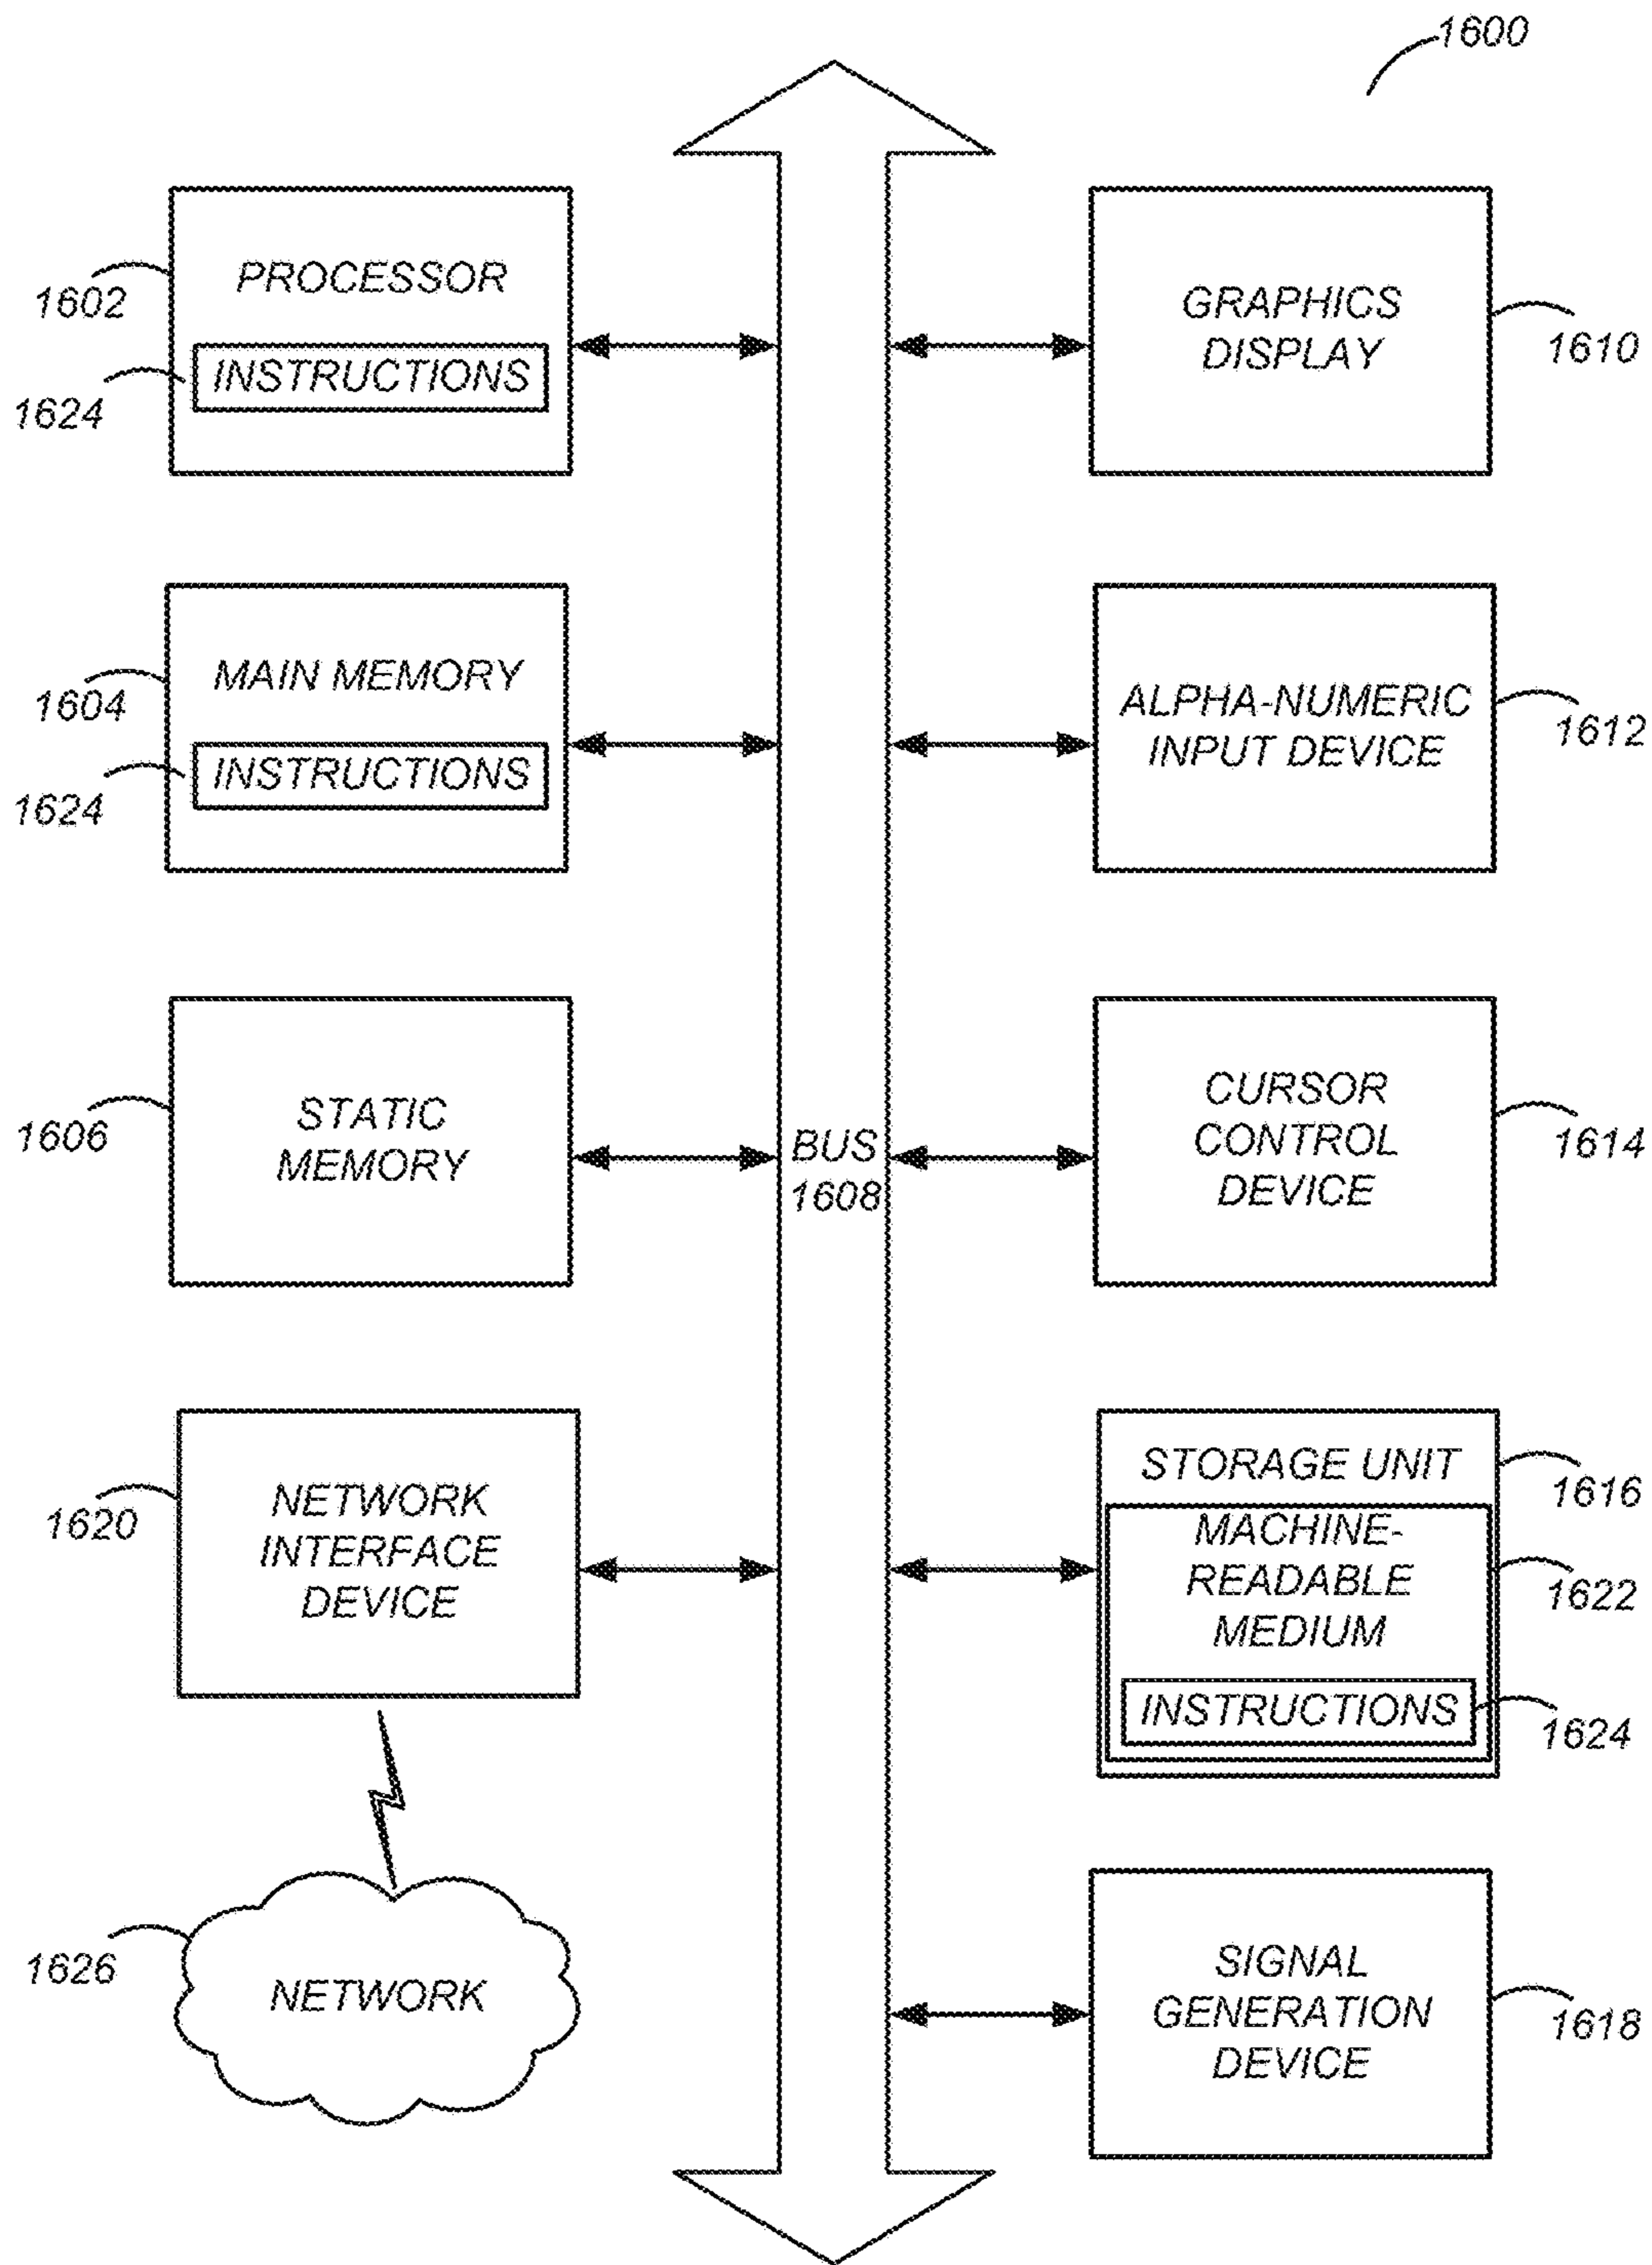 1600
PROCESSOR
1602
INSTRUCTIONS
1624
GRAPHICS
DISPLAY
1610
MAIN MEMORY
1604
INSTRUCTIONS
1624
ALPHA-NUMERIC
INPUT DEVICE
1612
STATIC
MEMORY
1606
BUS
1608
CURSOR
CONTROL
DEVICE
1614
NETWORK
INTERFACE
DEVICE
1620
STORAGE UNIT
1616
MACHINE-
READABLE
MEDIUM
1622
INSTRUCTIONS
1624
NETWORK
1626
SIGNAL
GENERATION
DEVICE
1618